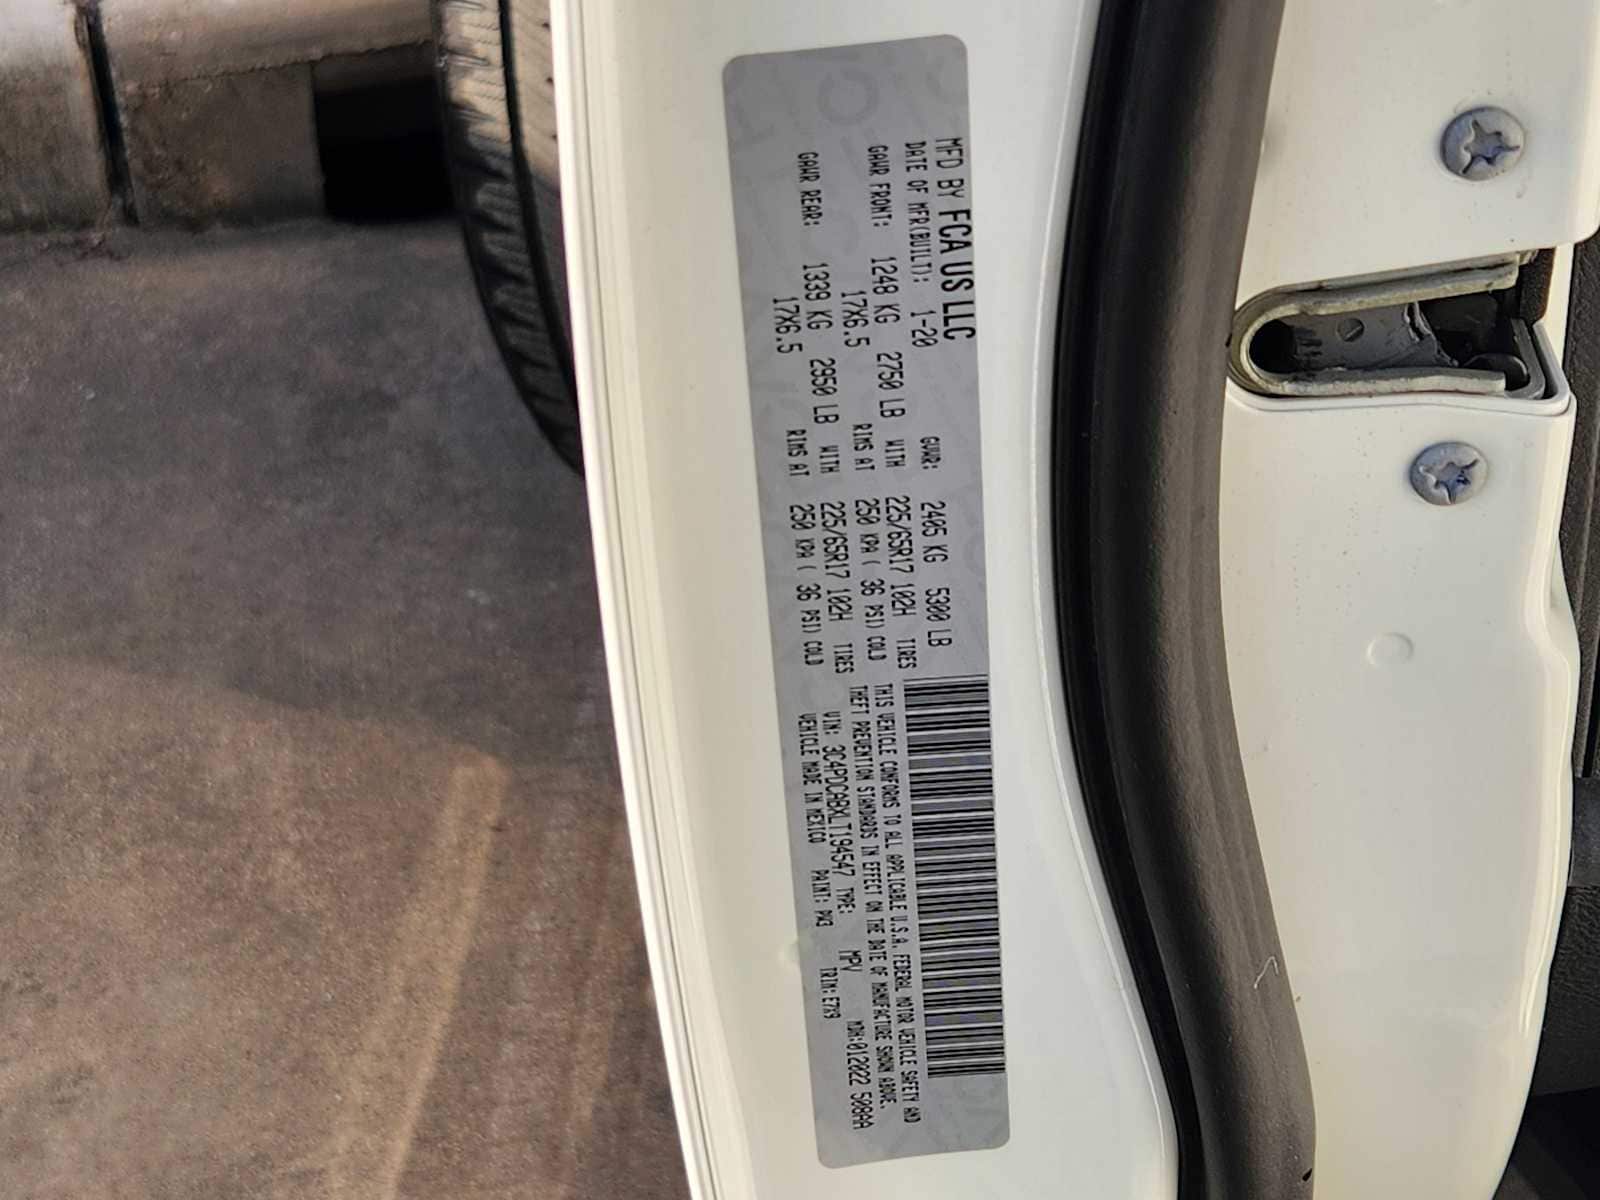 MFD BY FCA US LLC
DATE OF MFR(BUILT): 1-20 GVWR: 2405 KG 5300 LB
GAWR FRONT: 1248 KG 2750 LB WITH 225/65R17 102H TIRES
17X6.5 RIMS AT 250 KPA ( 36 PSI) COLD
GAWR REAR: 1339 KG 2950 LB WITH 225/65R17 102H TIRES
17X6.5 RIMS AT 250 KPA ( 36 PSI) COLD
THIS VEHICLE CONFORMS TO ALL APPLICABLE U.S.A. FEDERAL MOTOR VEHICLE SAFETY AND
THEFT PREVENTION STANDARDS IN EFFECT ON THE DATE OF MANUFACTURE SHOWN ABOVE.
VIN: 3C4PDCABXLT194547 TYPE: MPV MDH:012022 508AA
VEHICLE MADE IN MEXICO PAINT: PW3 TRIM: E7X9